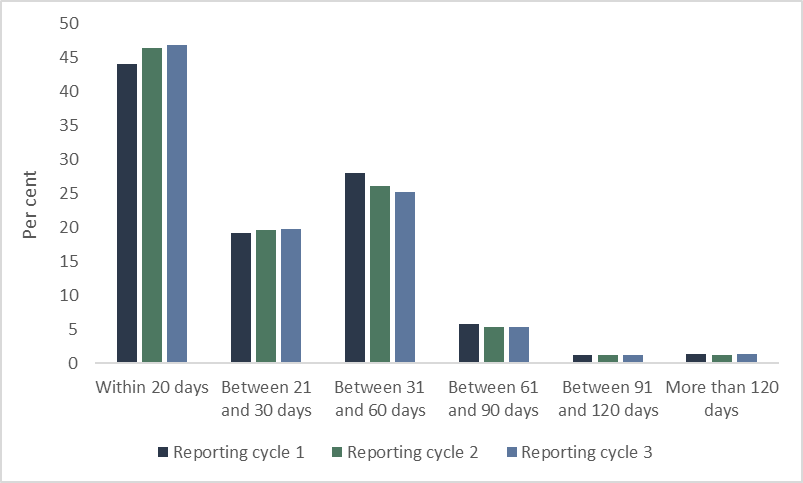 50
45
40
35
30
25
20
15
10
5
0
Per cent
Within 20 days
Between 21
and 30 days
Between 31
and 60 days
Between 61
and 90 days
Between 91
and 120 days
More than 120
days
Reporting cycle 1
Reporting cycle 2
Reporting cycle 3